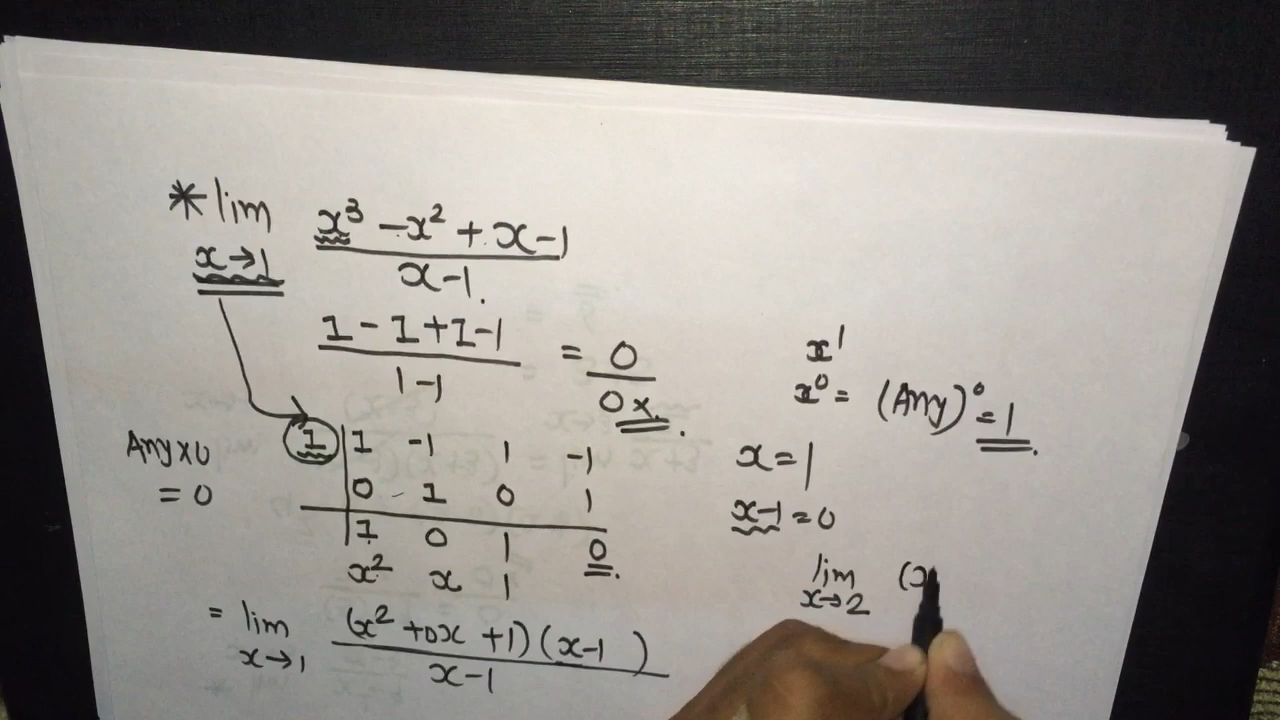 * lim x³ - x² + x - 1
x→1 x - 1.
1 - 1 + 1 - 1
1 - 1
= 0
0 x.
1 | 1 -1 1 -1
0 1 0 1
1 0 1 0.
x² x 1
Any x 0
= 0
= lim (x² + 0x + 1) (x - 1)
x→1 x - 1
x¹
x⁰ = (Any)⁰ = 1.
x = 1
x - 1 = 0
lim (x
x→2